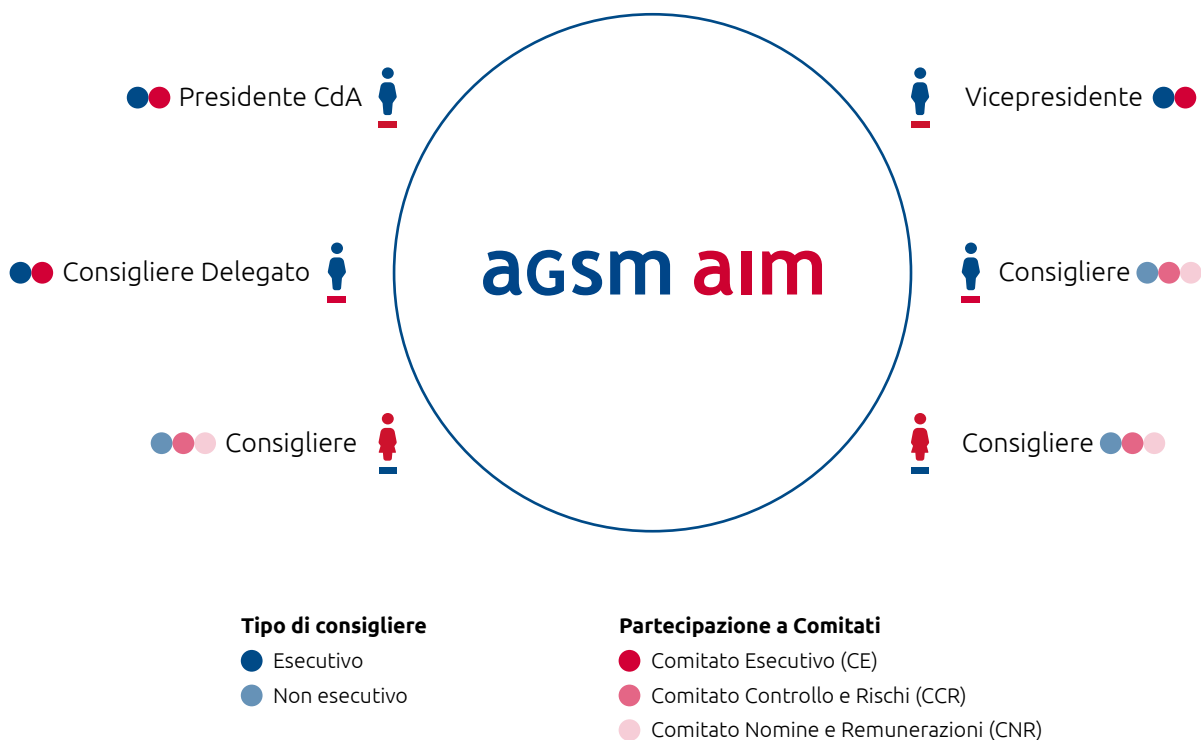 Presidente CdA
Vicepresidente
Consigliere Delegato
agsm aim
Consigliere
Consigliere
Consigliere
Tipo di consigliere
Esecutivo
Non esecutivo
Partecipazione a Comitati
Comitato Esecutivo (CE)
Comitato Controllo e Rischi (CCR)
Comitato Nomine e Remunerazioni (CNR)